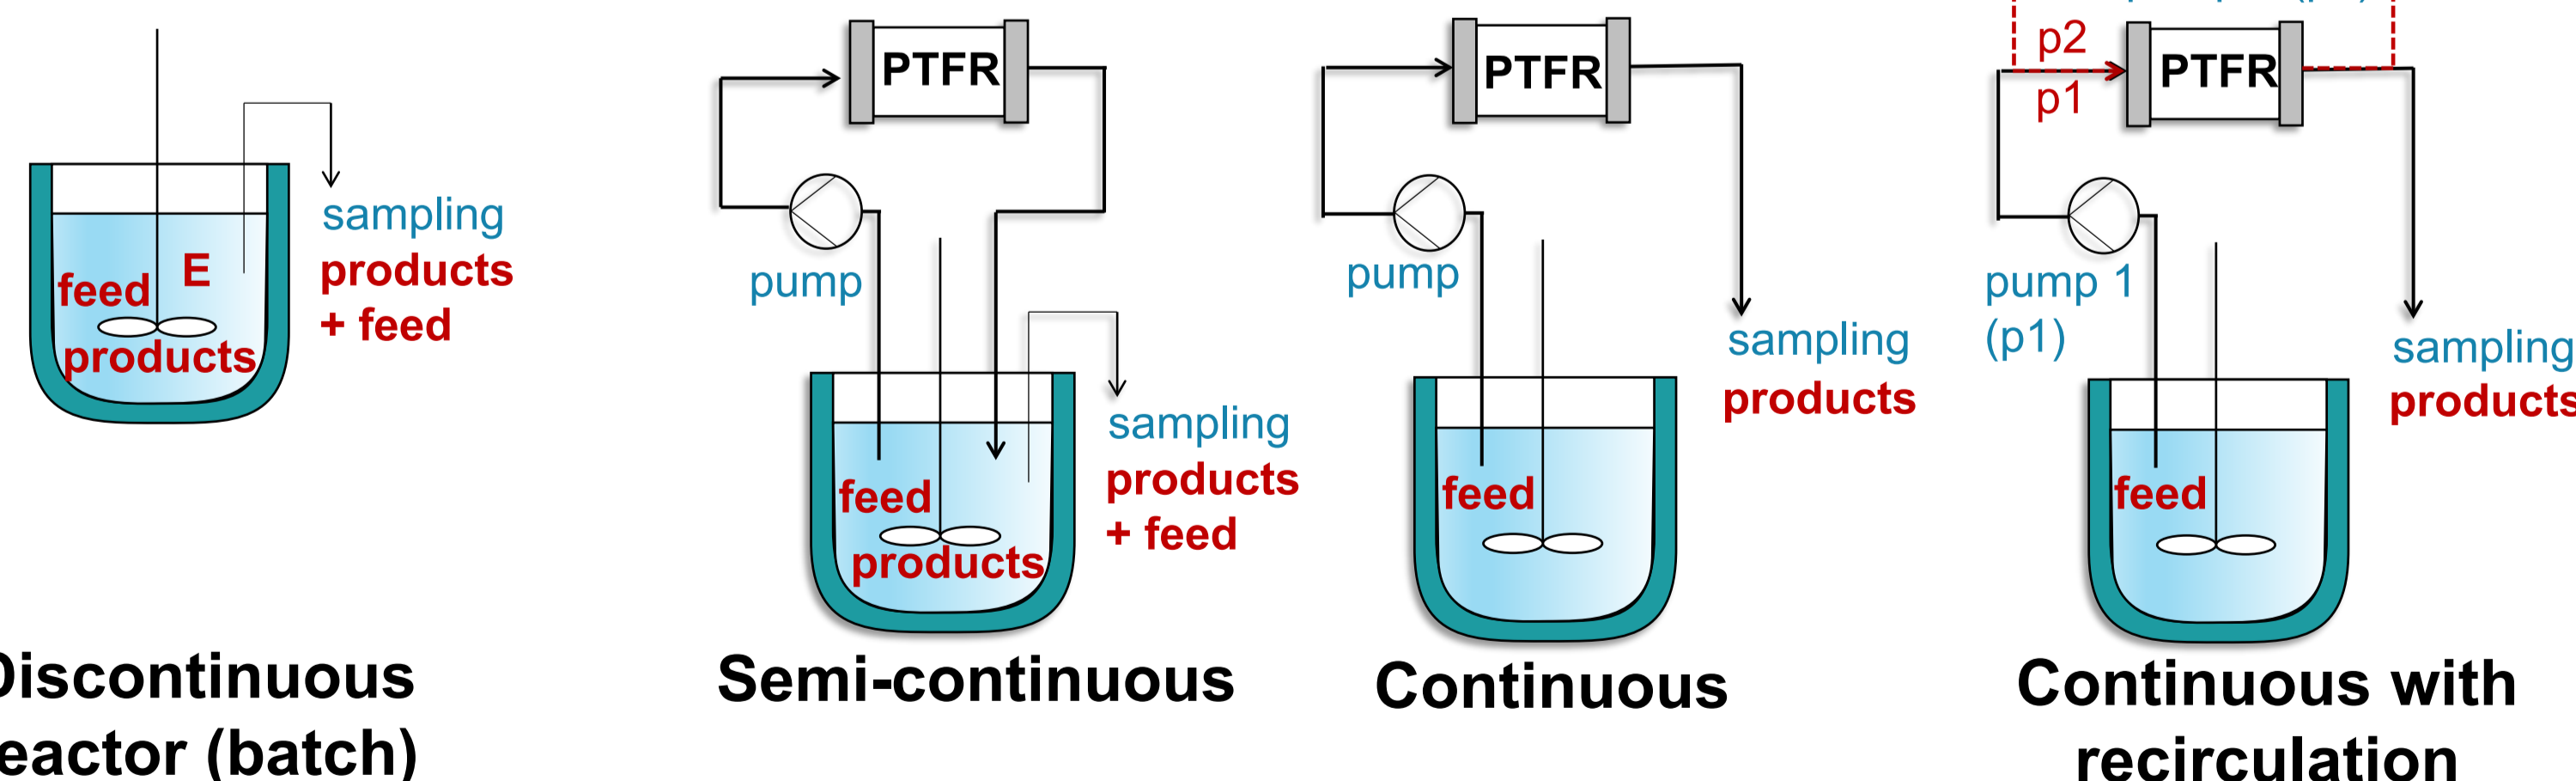 sampling
products
+ feed
feed
E
products
Discontinuous
reactor (batch)
PTFR
pump
sampling
products
+ feed
feed
products
Semi-continuous
PTFR
pump
sampling
products
feed
Continuous
p2
p1
PTFR
pump 1
(p1)
sampling
products
feed
Continuous with
recirculation